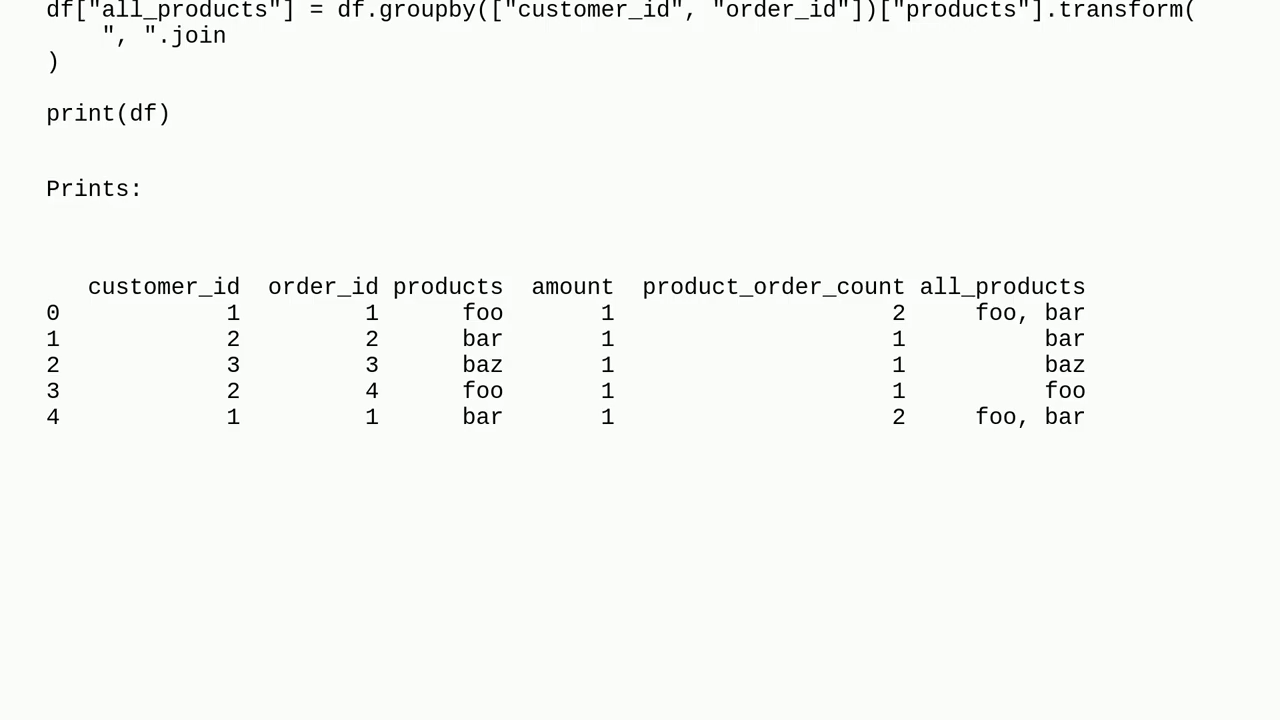 df["all_products"] = df.groupby(["customer_id", "order_id"])["products"].transform(
    ", ".join
)
print(df)
Prints:
   customer_id  order_id products  amount  product_order_count all_products
0            1         1      foo       1                    2     foo, bar
1            2         2      bar       1                    1          bar
2            3         3      baz       1                    1          baz
3            2         4      foo       1                    1          foo
4            1         1      bar       1                    2     foo, bar